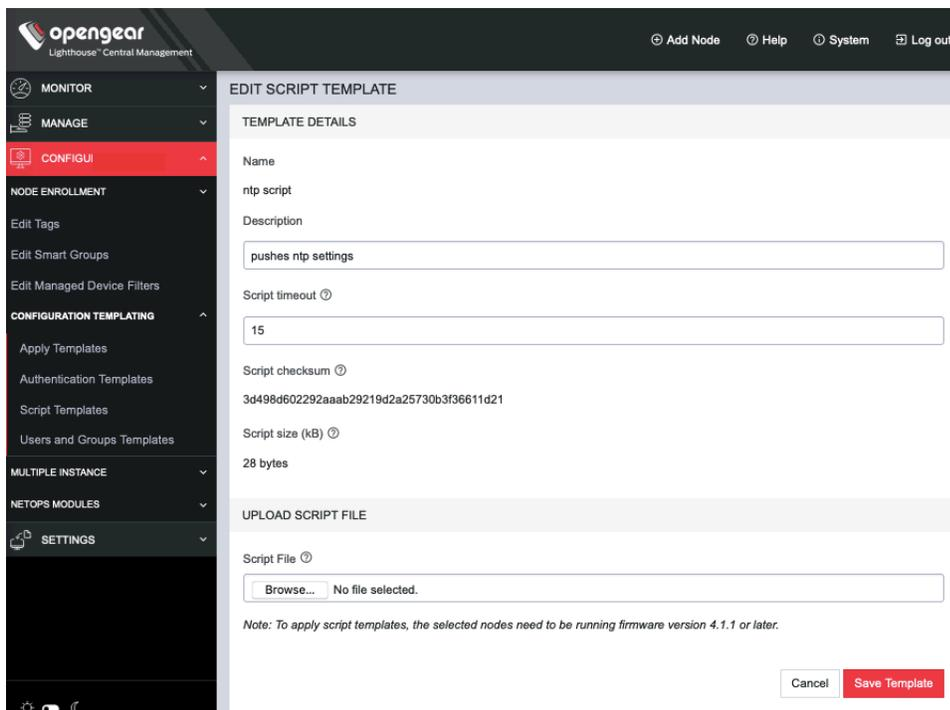 opengear
Lighthouse™ Central Management
Add Node
Help
System
Log out
MONITOR
MANAGE
NODE ENROLLMENT
Edit Tags
Edit Smart Groups
Edit Managed Device Filters
CONFIGURATION TEMPLATING
Apply Templates
Authentication Templates
Script Templates
Users and Groups Templates
MULTIPLE INSTANCE
NETOPS MODULES
SETTINGS
EDIT SCRIPT TEMPLATE
TEMPLATE DETAILS
Name
ntp script
Description
pushes ntp settings
Script timeout
15
Script checksum
3d498d602292aaab29219d2a25730b3f36611d21
Script size (kB)
28 bytes
UPLOAD SCRIPT FILE
Script File
Browse... No file selected.
Note: To apply script templates, the selected nodes need to be running firmware version 4.1.1 or later.
Cancel
Save Template